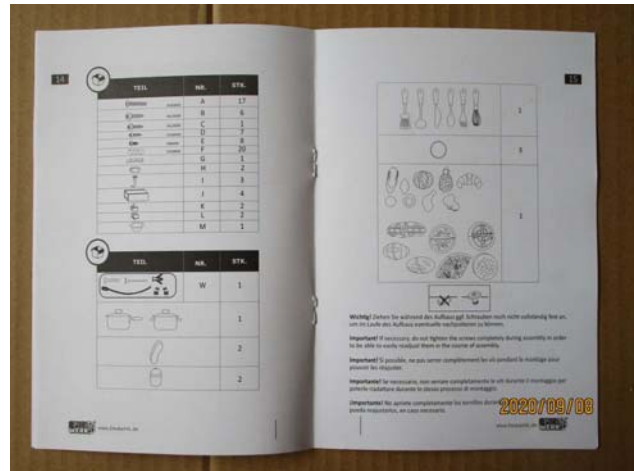 14
TEIL NR. STK.
A 17
B 6
C 1
D 7
E 8
F 20
G 1
H 2
I 3
J 4
K 2
L 2
M 1
TEIL NR. STK.
W 1
1
2
2
15
1
3
1
Wichtig! Ziehen Sie während des Aufbaus ggf. Schrauben noch nicht vollständig fest an,
um im Laufe des Aufbaus eventuelle nachjustieren zu können.
Important! If necessary, do not tighten the screws completely during assembly in order
to be able to easily readjust them in the course of assembly.
Important! Si possible, ne pas serrer complètement les vis pendant le montage pour
pouvoir les réajuster.
Importante! Se necessario, non serrare completamente le viti durante il montaggio per
poterle riadattare durante lo stesso processo di montaggio.
¡Importante! No apriete completamente los tornillos durante
pueda reajustarlos, en caso necesario.
2020/09/08